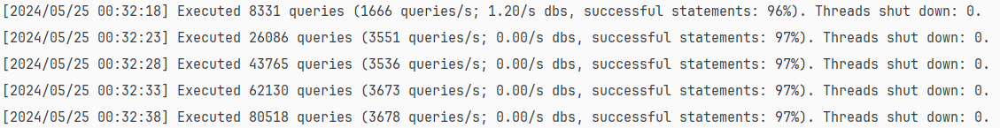 [2024/05/25 00:32:18] Executed 8331 queries (1666 queries/s; 1.20/s dbs, successful statements: 96%). Threads shut down: 0.
[2024/05/25 00:32:23] Executed 26086 queries (3551 queries/s; 0.00/s dbs, successful statements: 97%). Threads shut down: 0.
[2024/05/25 00:32:28] Executed 43765 queries (3536 queries/s; 0.00/s dbs, successful statements: 97%). Threads shut down: 0.
[2024/05/25 00:32:33] Executed 62130 queries (3673 queries/s; 0.00/s dbs, successful statements: 97%). Threads shut down: 0.
[2024/05/25 00:32:38] Executed 80518 queries (3678 queries/s; 0.00/s dbs, successful statements: 97%). Threads shut down: 0.